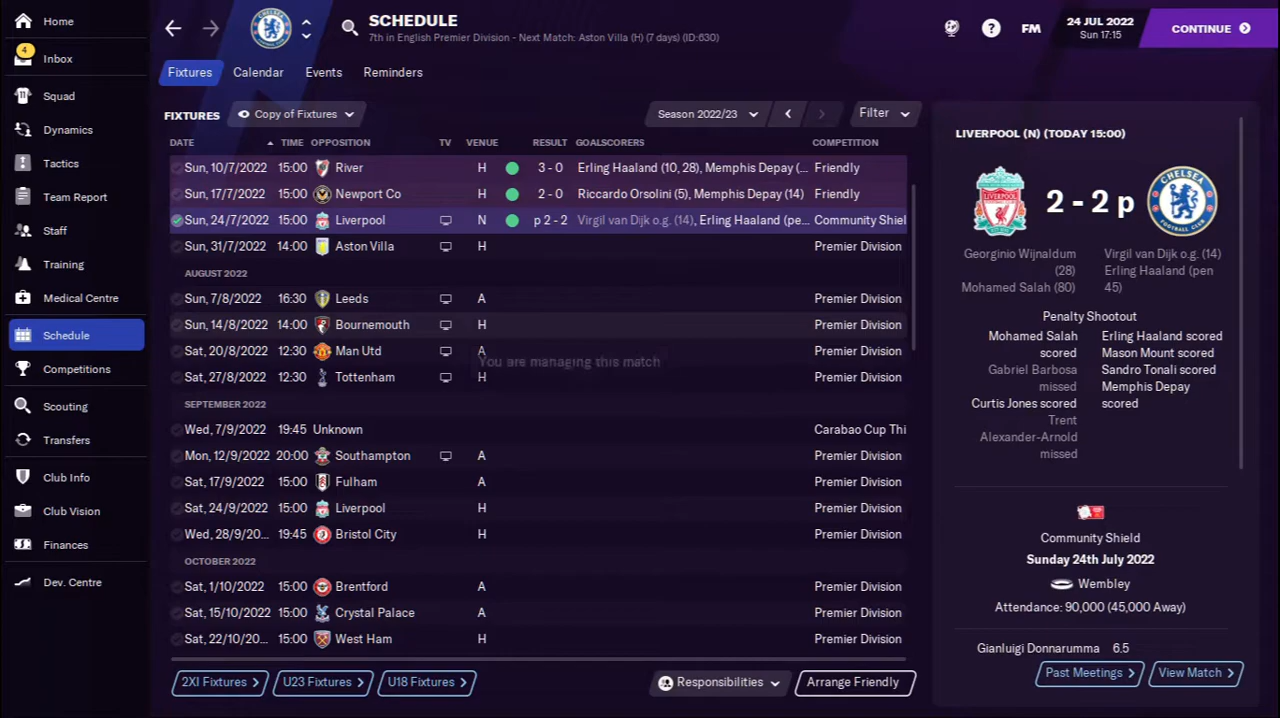 Home
4
Inbox
Squad
Dynamics
Tactics
Team Report
Staff
Training
Medical Centre
Schedule
Competitions
Scouting
Transfers
Club Info
Club Vision
Finances
Dev. Centre
SCHEDULE
7th in English Premier Division - Next Match: Aston Villa (H) (7 days) (ID:630)
? FM
24 JUL 2022
Sun 17:15
CONTINUE
Fixtures Calendar Events Reminders
FIXTURES Copy of Fixtures Season 2022/23 Filter
DATE TIME OPPOSITION TV VENUE RESULT GOALSCORERS COMPETITION
Sun, 10/7/2022 15:00 River H 3 - 0 Erling Haaland (10, 28), Memphis Depay (... Friendly
Sun, 17/7/2022 15:00 Newport Co H 2 - 0 Riccardo Orsolini (5), Memphis Depay (14) Friendly
Sun, 24/7/2022 15:00 Liverpool N p 2 - 2 Virgil van Dijk o.g. (14), Erling Haaland (pe... Community Shiel
Sun, 31/7/2022 14:00 Aston Villa H Premier Division
AUGUST 2022
Sun, 7/8/2022 16:30 Leeds A Premier Division
Sun, 14/8/2022 14:00 Bournemouth H Premier Division
Sat, 20/8/2022 12:30 Man Utd A Premier Division
You are managing this match
Sat, 27/8/2022 12:30 Tottenham H Premier Division
SEPTEMBER 2022
Wed, 7/9/2022 19:45 Unknown Carabao Cup Thi
Mon, 12/9/2022 20:00 Southampton A Premier Division
Sat, 17/9/2022 15:00 Fulham A Premier Division
Sat, 24/9/2022 15:00 Liverpool H Premier Division
Wed, 28/9/20... 19:45 Bristol City H Premier Division
OCTOBER 2022
Sat, 1/10/2022 15:00 Brentford A Premier Division
Sat, 15/10/2022 15:00 Crystal Palace A Premier Division
Sat, 22/10/20... 15:00 West Ham H Premier Division
2XI Fixtures U23 Fixtures U18 Fixtures Responsibilities Arrange Friendly
LIVERPOOL (N) (TODAY 15:00)
2 - 2 p
Georginio Wijnaldum
(28)
Mohamed Salah (80)
Virgil van Dijk o.g. (14)
Erling Haaland (pen
45)
Penalty Shootout
Mohamed Salah
scored
Gabriel Barbosa
missed
Curtis Jones scored
Trent
Alexander-Arnold
missed
Erling Haaland scored
Mason Mount scored
Sandro Tonali scored
Memphis Depay
scored
Community Shield
Sunday 24th July 2022
Wembley
Attendance: 90,000 (45,000 Away)
Gianluigi Donnarumma 6.5
Past Meetings View Match